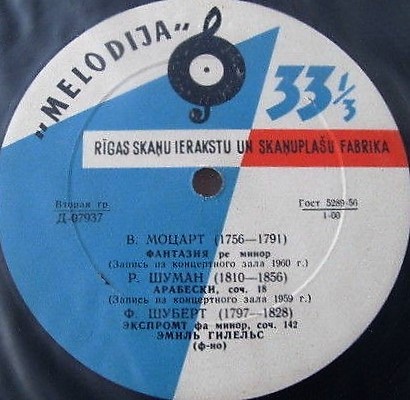 "MELODIJA"
33 1/3
RĪGAS SKAŅU IERAKSTU UN SKAŅUPLAŠU FABRIKA
Вторая гр
Д-07937
Гост 5289-56
1-00
В. МОЦАРТ (1756—1791)
ФАНТАЗИЯ ре минор
(Запись из концертного зала 1960 г.)
Р. ШУМАН (1810—1856)
АРАБЕСКИ, соч. 18
(Запись из концертного зала 1959 г.)
Ф. ШУБЕРТ (1797—1828)
ЭКСПРОМТ фа минор, соч. 142
ЭМИЛЬ ГИЛЕЛЬС
(ф-но)